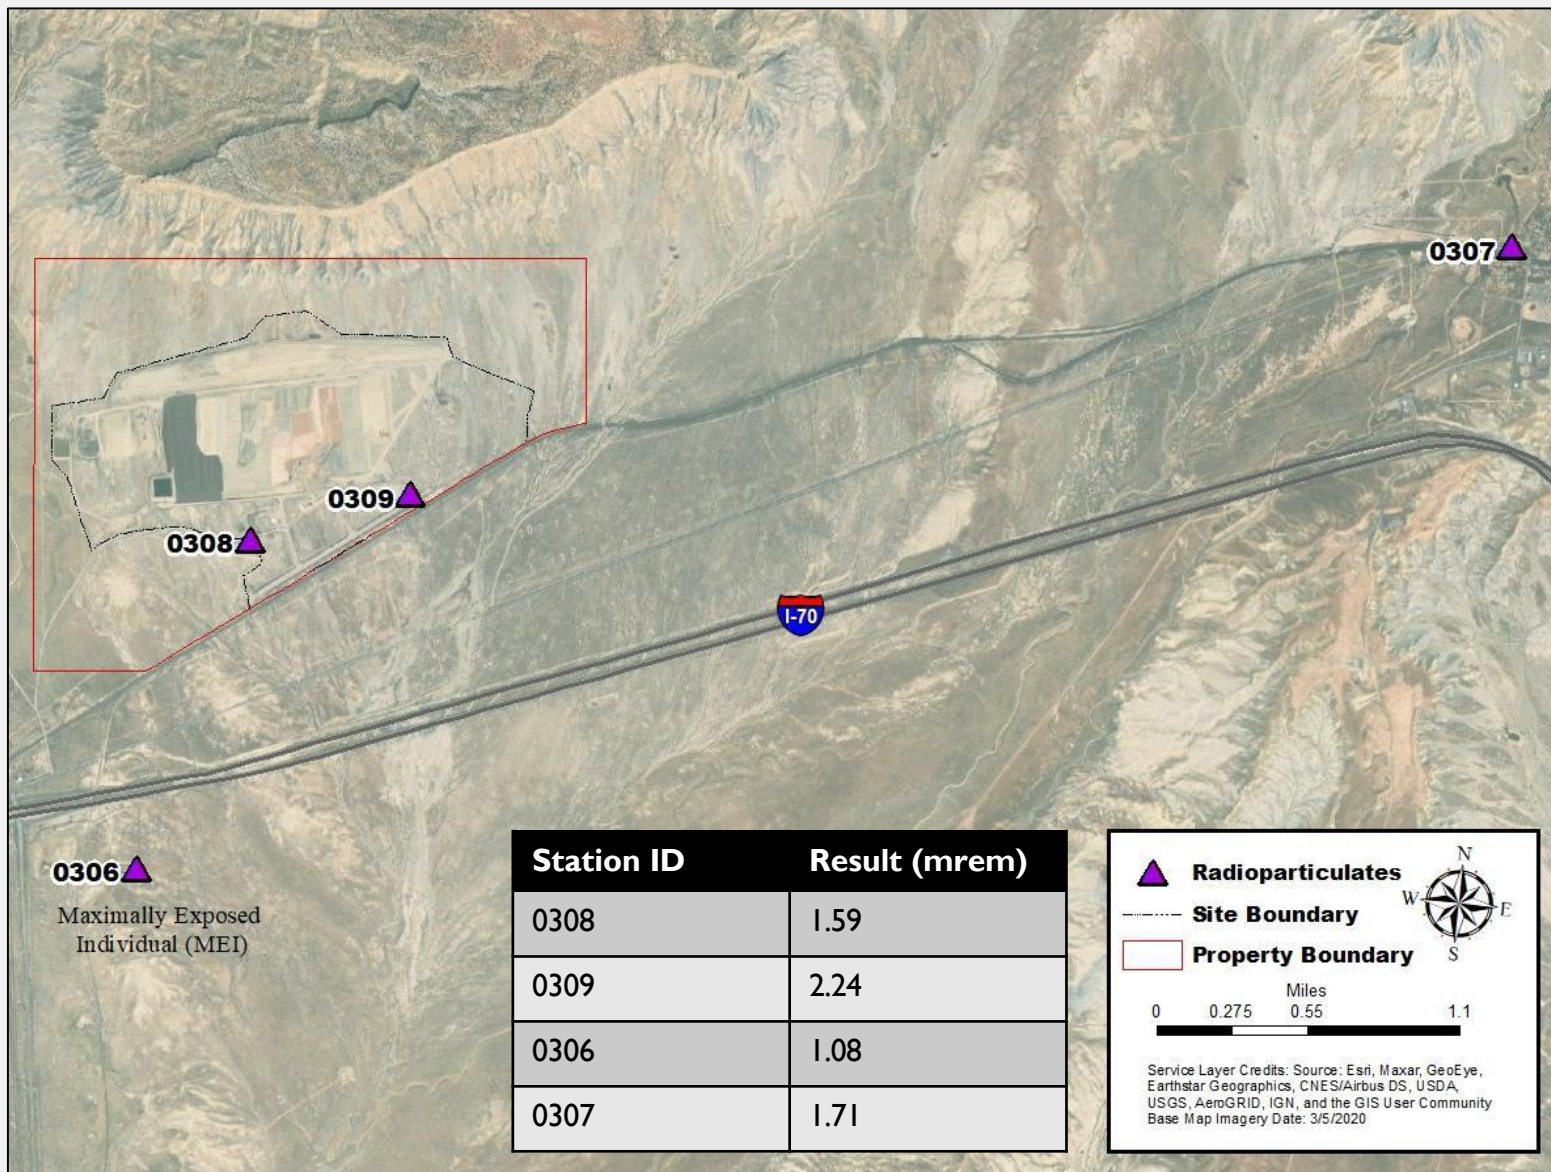 0307
0309
0308
I-70
0306
Maximally Exposed
Individual (MEI)
Station ID Result (mrem)
0308 1.59
0309 2.24
0306 1.08
0307 1.71
Radioparticulates
Site Boundary
Property Boundary
N
W E
S
Miles
0 0.275 0.55 1.1
Service Layer Credits: Source: Esri, Maxar, GeoEye,
Earthstar Geographics, CNES/Airbus DS, USDA,
USGS, AeroGRID, IGN, and the GIS User Community
Base Map Imagery Date: 3/5/2020